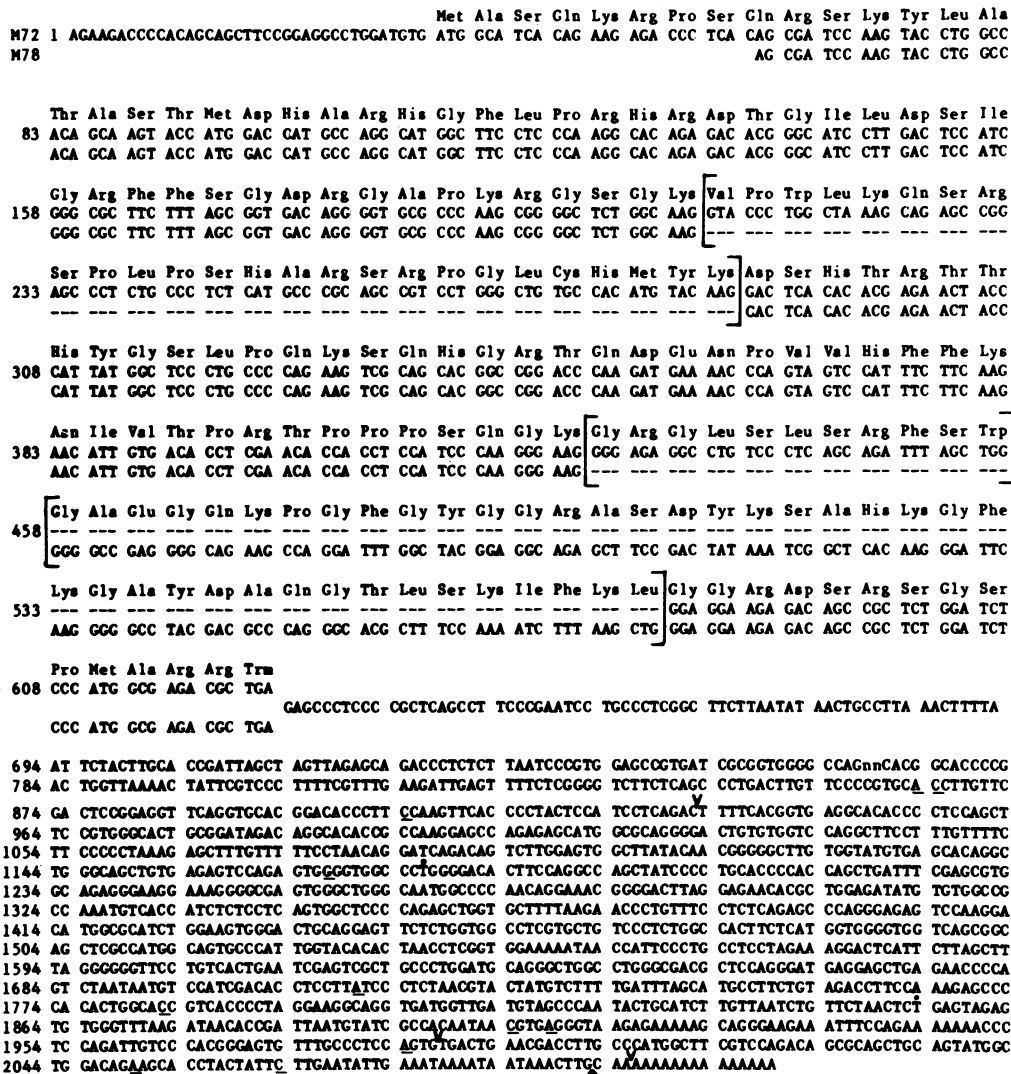 Met Ala Ser Gln Lys Arg Pro Ser Gln Arg Ser Lys Tyr Leu Ala
M72 1 AGAAGACCCCACAGCAGCTTCCGGAGGCCTGGATGTG ATG GCA TCA CAG AAG AGA CCC TCA CAG CGA TCC AAG TAC CTG GCC
M78 AG CGA TCC AAG TAC CTG GCC
Thr Ala Ser Thr Met Asp His Ala Arg His Gly Phe Leu Pro Arg His Arg Asp Thr Gly Ile Leu Asp Ser Ile
83 ACA GCA AGT ACC ATG GAC CAT GCC AGG CAT GGC TTC CTC CCA AGG CAC AGA GAC ACG GGC ATC CTT GAC TCC ATC
ACA GCA AGT ACC ATG GAC CAT GCC AGG CAT GGC TTC CTC CCA AGG CAC AGA GAC ACG GGC ATC CTT GAC TCC ATC
Gly Arg Phe Phe Ser Gly Asp Arg Gly Ala Pro Lys Arg Gly Ser Gly Lys [Val Pro Trp Leu Lys Gln Ser Arg
158 GGG CGC TTC TTT AGC GGT GAC AGG GGT GCG CCC AAG CGG GGC TCT GGC AAG GTA CCC TGG CTA AAG CAG AGC CGG
GGG CGC TTC TTT AGC GGT GAC AGG GGT GCG CCC AAG CGG GGC TCT GGC AAG --- --- --- --- --- --- --- ---
Ser Pro Leu Pro Ser His Ala Arg Ser Arg Pro Gly Leu Cys His Met Tyr Lys] Asp Ser His Thr Arg Thr Thr
233 AGC CCT CTG CCC TCT CAT GCC CGC AGC CGT CCT GGG CTG TGC CAC ATG TAC AAG GAC TCA CAC ACG AGA ACT ACC
--- --- --- --- --- --- --- --- --- --- --- --- --- --- --- --- --- --- CAC TCA CAC ACG AGA ACT ACC
His Tyr Gly Ser Leu Pro Gln Lys Ser Gln His Gly Arg Thr Gln Asp Glu Asn Pro Val Val His Phe Phe Lys
308 CAT TAT GGC TCC CTG CCC CAG AAG TCG CAG CAC GGC CGG ACC CAA GAT GAA AAC CCA GTA GTC CAT TTC TTC AAG
CAT TAT GGC TCC CTG CCC CAG AAG TCG CAG CAC GGC CGG ACC CAA GAT GAA AAC CCA GTA GTC CAT TTC TTC AAG
Asn Ile Val Thr Pro Arg Thr Pro Pro Pro Ser Gln Gly Lys [Gly Arg Gly Leu Ser Leu Ser Arg Phe Ser Trp
383 AAC ATT GTG ACA CCT CGA ACA CCA CCT CCA TCC CAA GGG AAG GGG AGA GGC CTG TCC CTC AGC AGA TTT AGC TGG
AAC ATT GTG ACA CCT CGA ACA CCA CCT CCA TCC CAA GGG AAG --- --- --- --- --- --- --- --- --- --- ---
[Gly Ala Glu Gly Gln Lys Pro Gly Phe Gly Tyr Gly Gly Arg Ala Ser Asp Tyr Lys Ser Ala His Lys Gly Phe
458 --- --- --- --- --- --- --- --- --- --- --- --- --- --- --- --- --- --- --- --- --- --- --- --- ---
GGG GCC GAG GGG CAG AAG CCA GGA TTT GGC TAC GGA GGC AGA GCT TCC GAC TAT AAA TCG GCT CAC AAG GGA TTC
Lys Gly Ala Tyr Asp Ala Gln Gly Thr Leu Ser Lys Ile Phe Lys Leu] Gly Gly Arg Asp Ser Arg Ser Gly Ser
533 --- --- --- --- --- --- --- --- --- --- --- --- --- --- --- --- GGA GGA AGA GAC AGC CGC TCT GGA TCT
AAG GGG GCC TAC GAC GCC CAG GGC ACG CTT TCC AAA ATC TTT AAG CTG GGA GGA AGA GAC AGC CGC TCT GGA TCT
Pro Met Ala Arg Arg Trm
608 CCC ATG GCG AGA CGC TGA
GAGCCCTCCC CGCTCAGCCT TCCCGAATCC TGCCCTCGGC TTCTTAATAT AACTGCCTTA AACTTTTA
CCC ATG GCG AGA CGC TGA
694 AT TCTACTTGCA CCGATTAGCT AGTTAGAGCA GACCCTCTCT TAATCCCGTG GAGCCGTGAT CGCGGTGGGG CCAGnnCACG GCACCCCG
784 AC TGGTTAAAAC TATTCGTCCC TTTTCGTTTG AAGATTGAGT TTTCTCGGGG TCTTCTCAGC CCTGACTTGT TCCCCGTGCA CCTTGTTC
874 GA CTCCGGAGGT TCAGGTGCAC GGACACCCTT CCAAGTTCAC CCCTACTCCA TCCTCAGACT TTTCACGGTG AGGCACACCC CTCCAGCT
964 TC CGTGGGCACT GCGGATAGAC AGGCACACCG CCAAGGAGCC AGAGAGCATG GCGCAGGGGA CTGTGTGGTC CAGGCTTCCT TTGTTTTC
1054 TT CCCCCTAAAG AGCTTTGTTT TTCCTAACAG GATCAGACAG TCTTGGAGTG GCTTATACAA CGGGGGCTTG TGGTATGTGA GCACAGGC
1144 TG GGCAGCTGTG AGAGTCCAGA GTGGGGTGGC CCTGGGGACA CTTCCAGGCC AGCTATCCCC TGCACCCCAC CAGCTGATTT CGAGCGTG
1234 GC AGAGGGAAGG AAAGGGGCGA GTGGGCTGGG CAATGGCCCC AACAGGAAAC GGGGACTTAG GAGAACACGC TGGAGATATG TGTGGCCG
1324 CC AAATGTCACC ATCTCTCCTC AGTGGCTCCC CAGAGCTGGT GCTTTTAAGA ACCCTGTTTC CTCTCAGAGC CCAGGGAGAG TCCAAGGA
1414 CA TGGCGCATCT GGAAGTGGGA CTGCAGGAGT TCTCTGGTGG CCTCGTGCTG TCCCTCTGGC CACTTCTCAT GGTGGGGTGG TCAGCGGC
1504 AG CTCGCCATGG CAGTGCCCAT TGGTACACAC TAACCTCGGT GGAAAAATAA CCATTCCCTG CCTCCTAGAA AGGACTCATT CTTAGCTT
1594 TA GGGGGGTTCC TGTCACTGAA TCGAGTCGCT GCCCTGGATG CAGGGCTGGC CTGGGCGACG CTCCAGGGAT GAGGAGCTGA GAACCCCA
1684 GT CTAATAATGT CCATCGACAC CTCCTTATCC CTCTAACGTA CTATGTCTTT TGATTTAGCA TGCCTTCTGT AGACCTTCCA AAGAGCCC
1774 CA CACTGGCACC GTCACCCCTA GGAAGGCAGG TGATGGTTGA TGTAGCCCAA TACTGCATCT TGTTAATCTG TTCTAACTCT GAGTAGAG
1864 TG TGGGTTTAAG ATAACACCGA TTAATGTATC GCCACAATAA CCGTGAGGGTA AGAGAAAAAG CAGGGAAGAA ATTTCCAGAA AAAAACCC
1954 TC CAGATTGTCC CACGGGAGTG TTTGCCCTCC AGTGTGACTG AACGACCTTG CCCATGGCTT CGTCCAGACA GCGCAGCTGC AGTATGGC
2044 TG GACAGAAGCA CCTACTATTC TTGAATATTG AAATAAAATA ATAAACTTGC AAAAAAAAAA AAAAAA